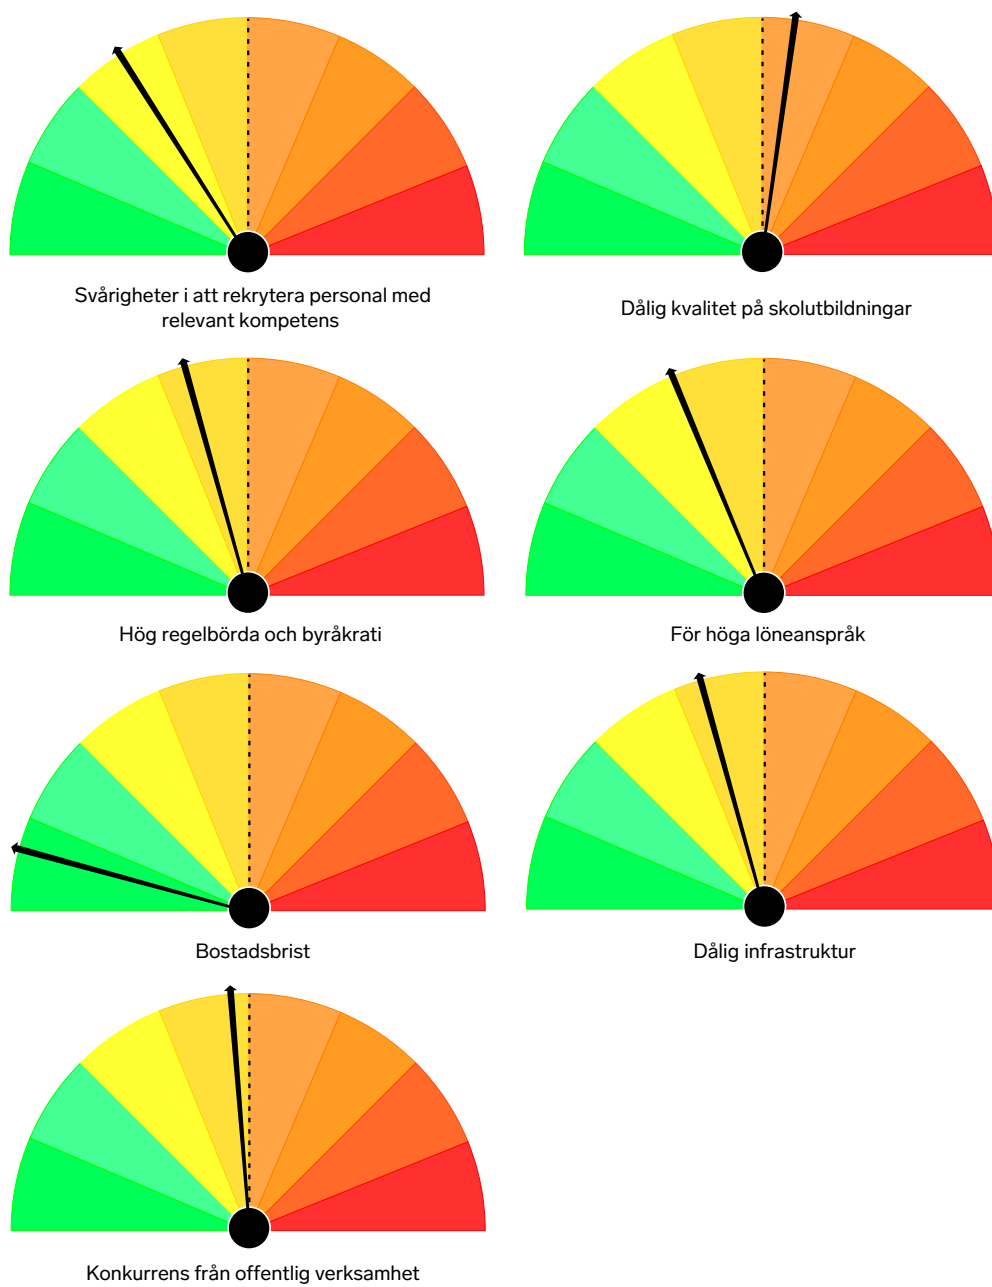 Svårigheter i att rekrytera personal med
relevant kompetens
Dålig kvalitet på skolutbildningar
Hög regelbörda och byråkrati
För höga löneanspråk
Bostadsbrist
Dålig infrastruktur
Konkurrens från offentlig verksamhet